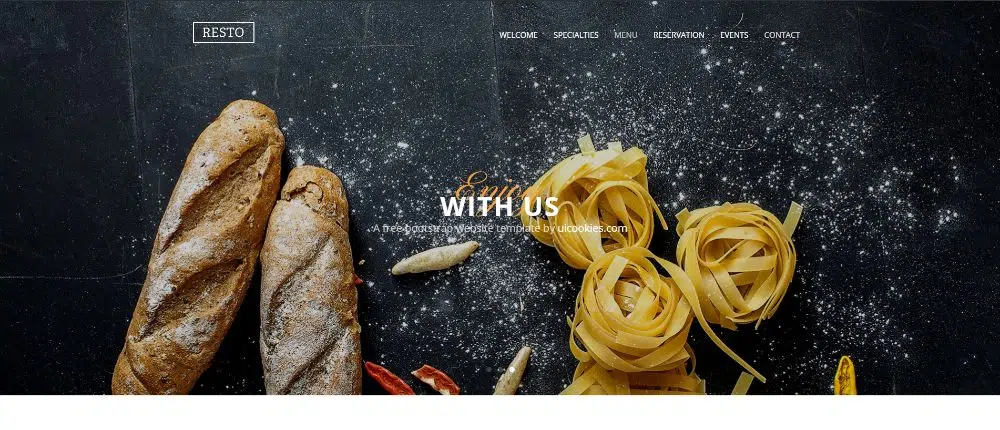 RESTO
WELCOME SPECIALTIES MENU RESERVATION EVENTS CONTACT
Enjoy
WITH US
A free bootstrap website template by uicookies.com